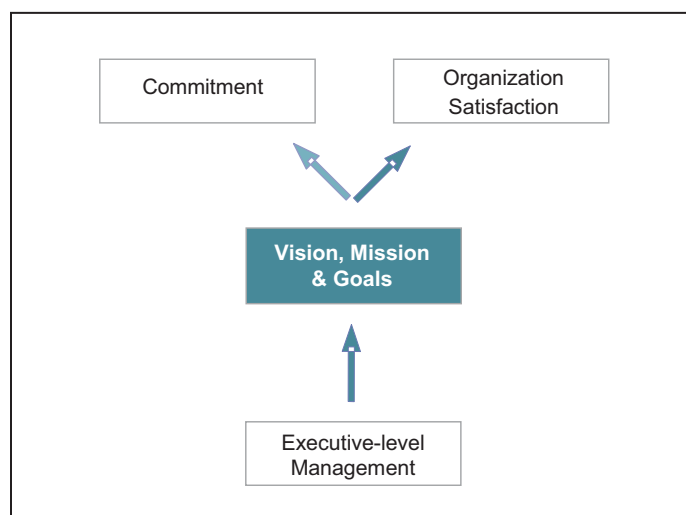 Commitment
Organization
Satisfaction
Vision, Mission
& Goals
Executive-level
Management